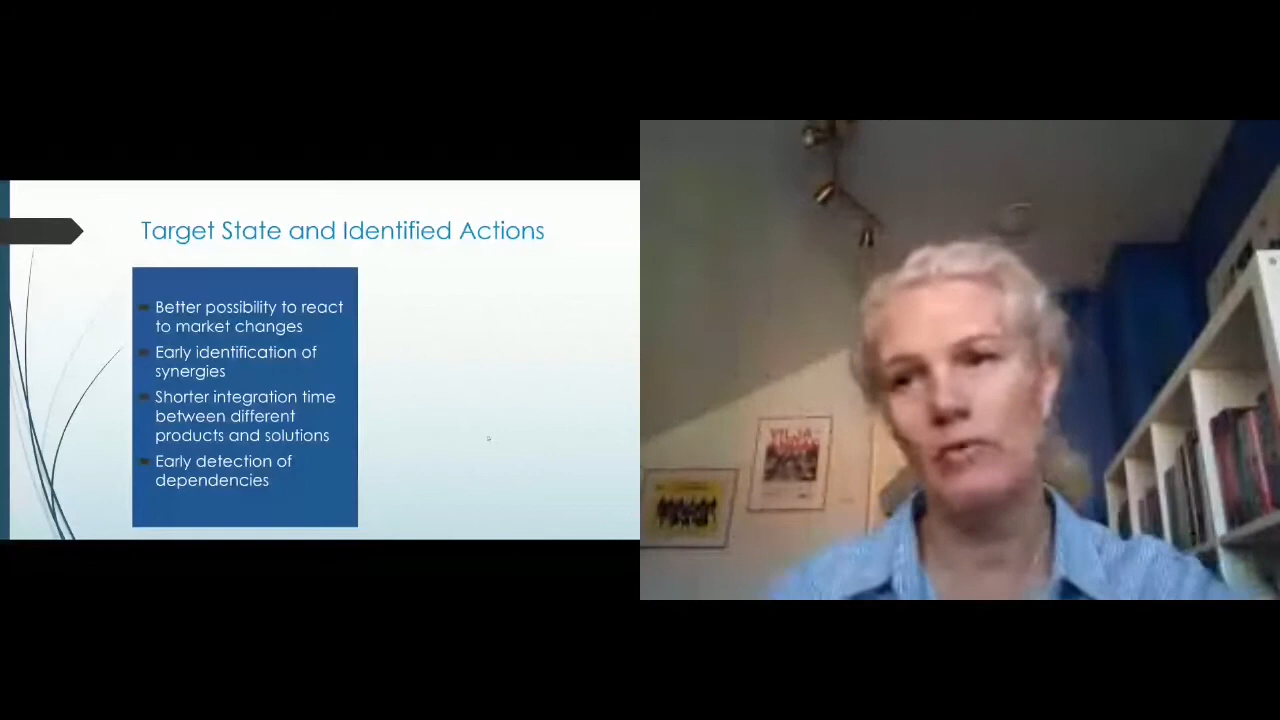 Target State and Identified Actions
Better possibility to react
to market changes
Early identification of
synergies
Shorter integration time
between different
products and solutions
Early detection of
dependencies